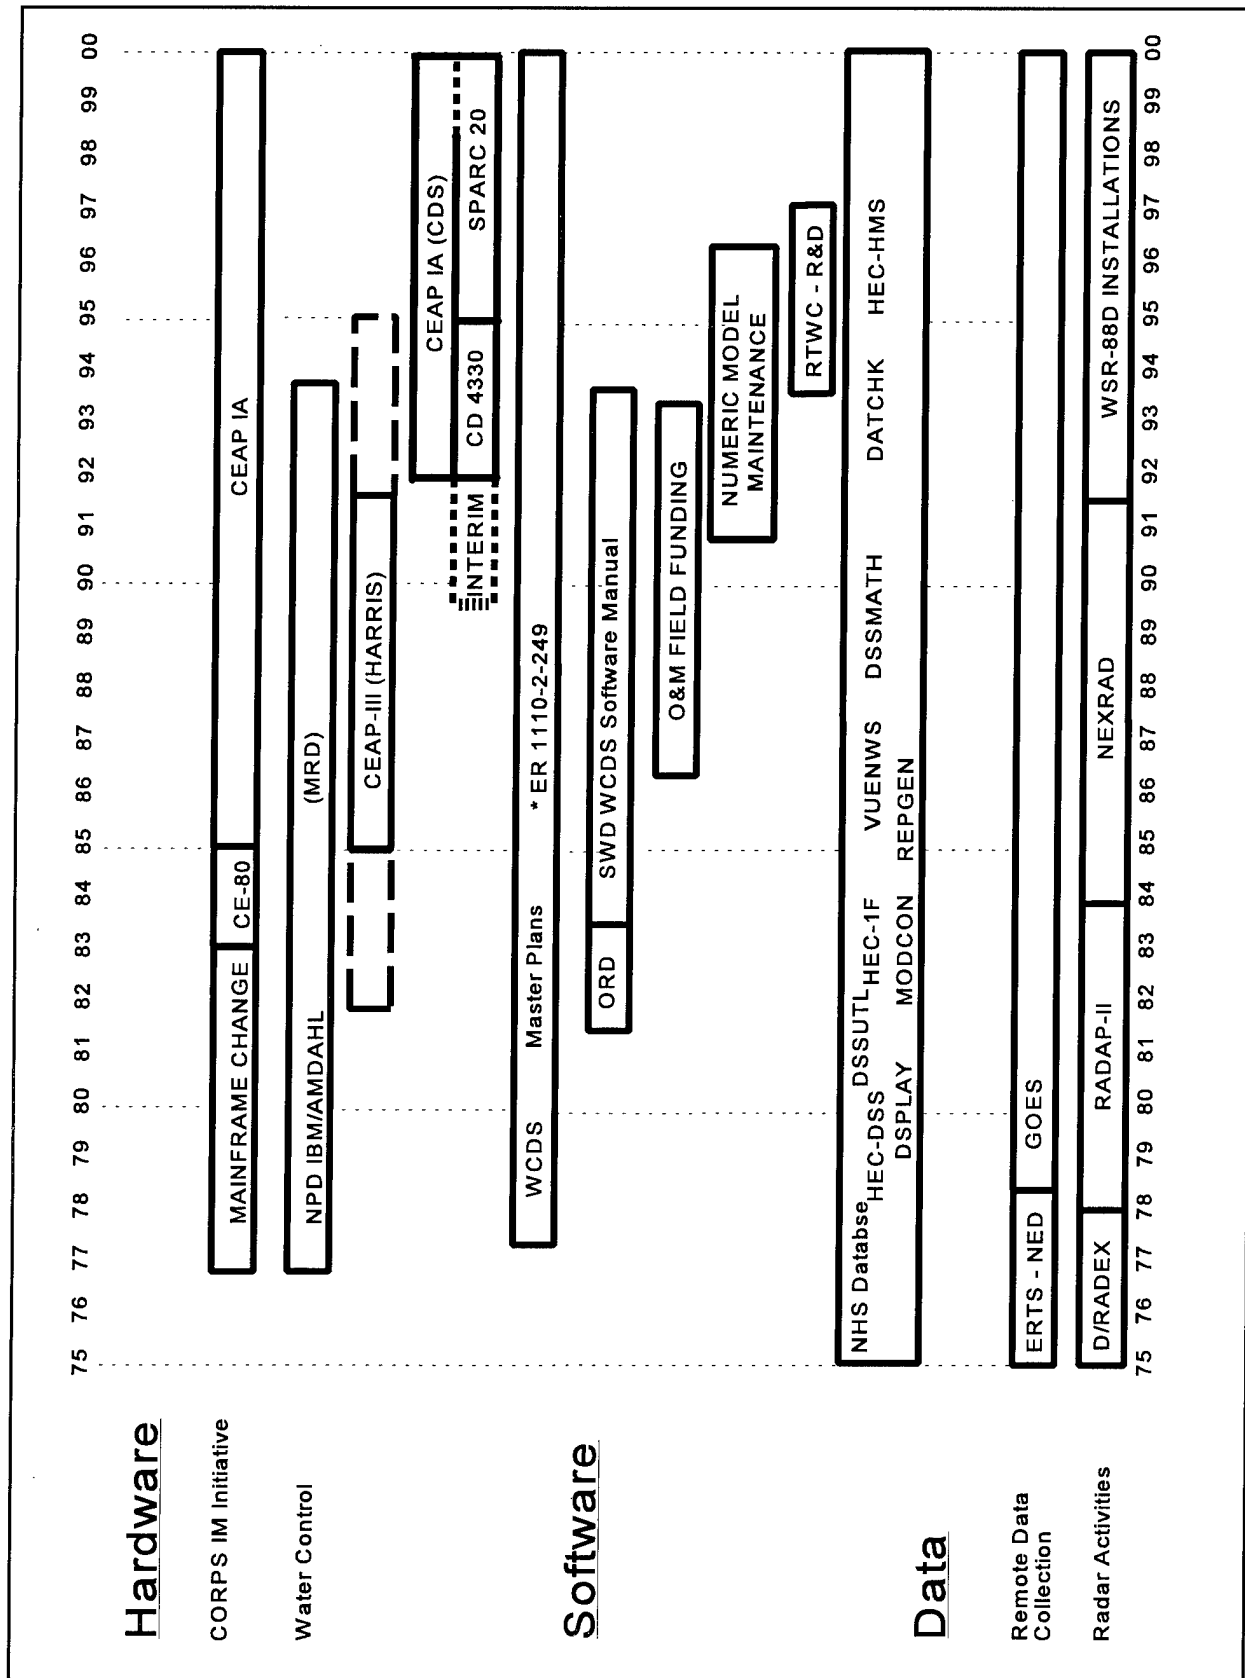 75 76 77 78 79 80 81 82 83 84 85 86 87 88 89 90 91 92 93 94 95 96 97 98 99 00
Hardware
CORPS IM Initiative
MAINFRAME CHANGE
CE-80
CEAP IA
Water Control
NPD IBM/AMDAHL
(MRD)
CEAP-III (HARRIS)
CEAP IA (CDS)
INTERIM
CD 4330
SPARC 20
Software
WCDS
Master Plans
* ER 1110-2-249
ORD
SWD WCDS Software Manual
O&M FIELD FUNDING
NUMERIC MODEL
MAINTENANCE
RTWC - R&D
NHS Databse
HEC-DSS
DSSUTL
HEC-1F
VUENWS
DSSMATH
DATCHK
HEC-HMS
DSPLAY
MODCON
REPGEN
Data
Remote Data
Collection
ERTS - NED
GOES
Radar Activities
D/RADEX
RADAP-II
NEXRAD
WSR-88D INSTALLATIONS
75 76 77 78 79 80 81 82 83 84 85 86 87 88 89 90 91 92 93 94 95 96 97 98 99 00